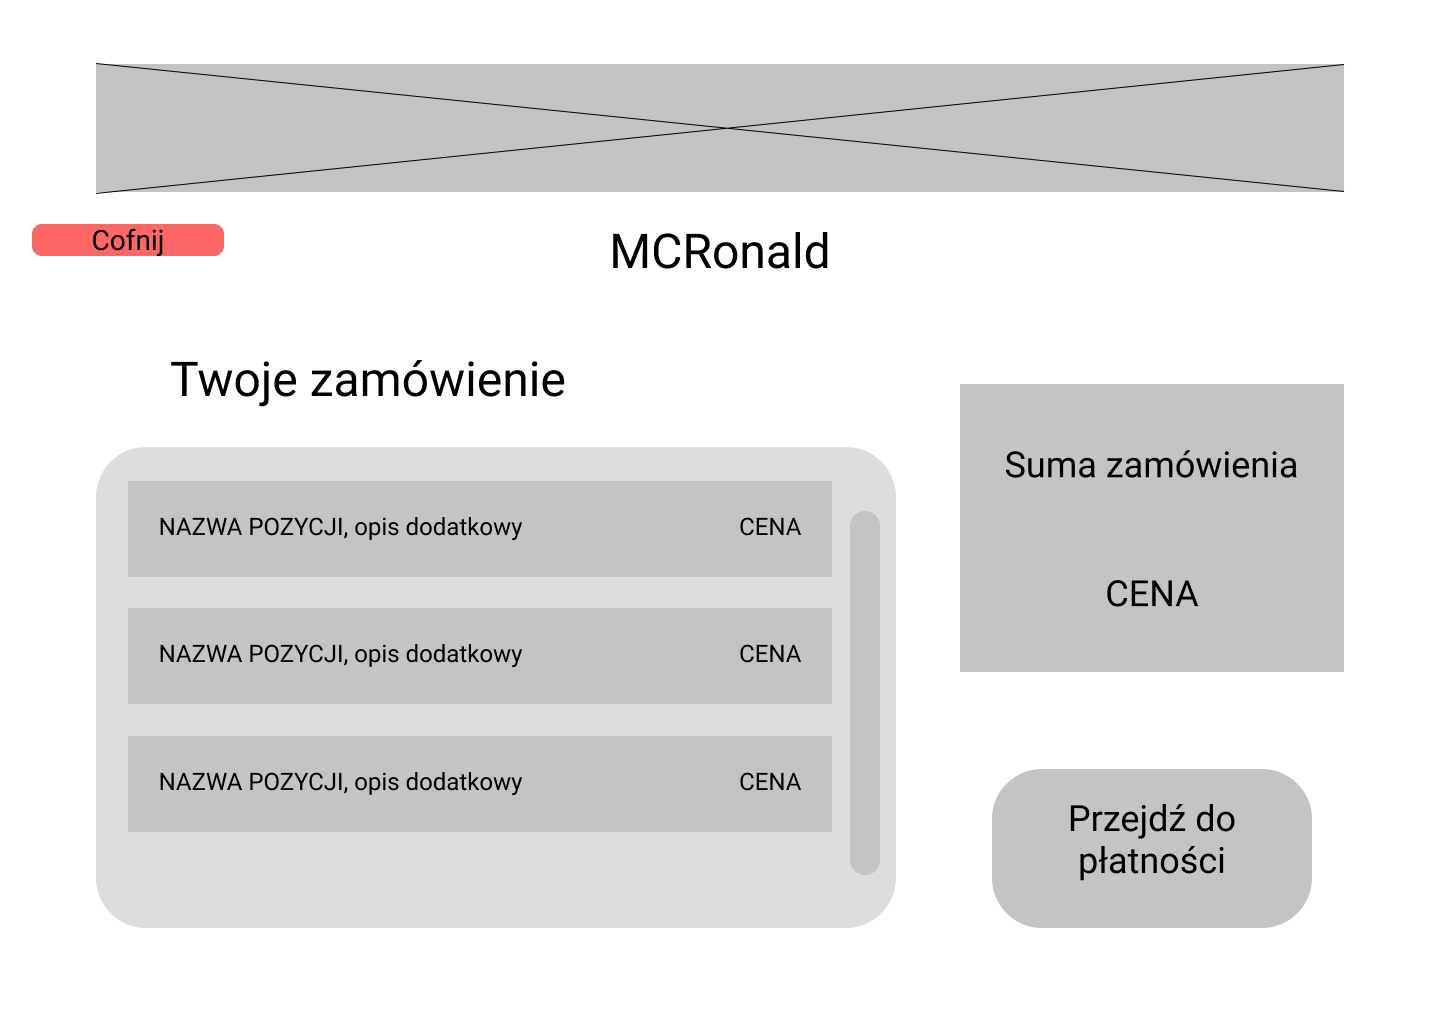 Cofnij
MCRonald
Twoje zamówienie
NAZWA POZYCJI, opis dodatkowy CENA
NAZWA POZYCJI, opis dodatkowy CENA
NAZWA POZYCJI, opis dodatkowy CENA
Suma zamówienia
CENA
Przejdź do
płatności